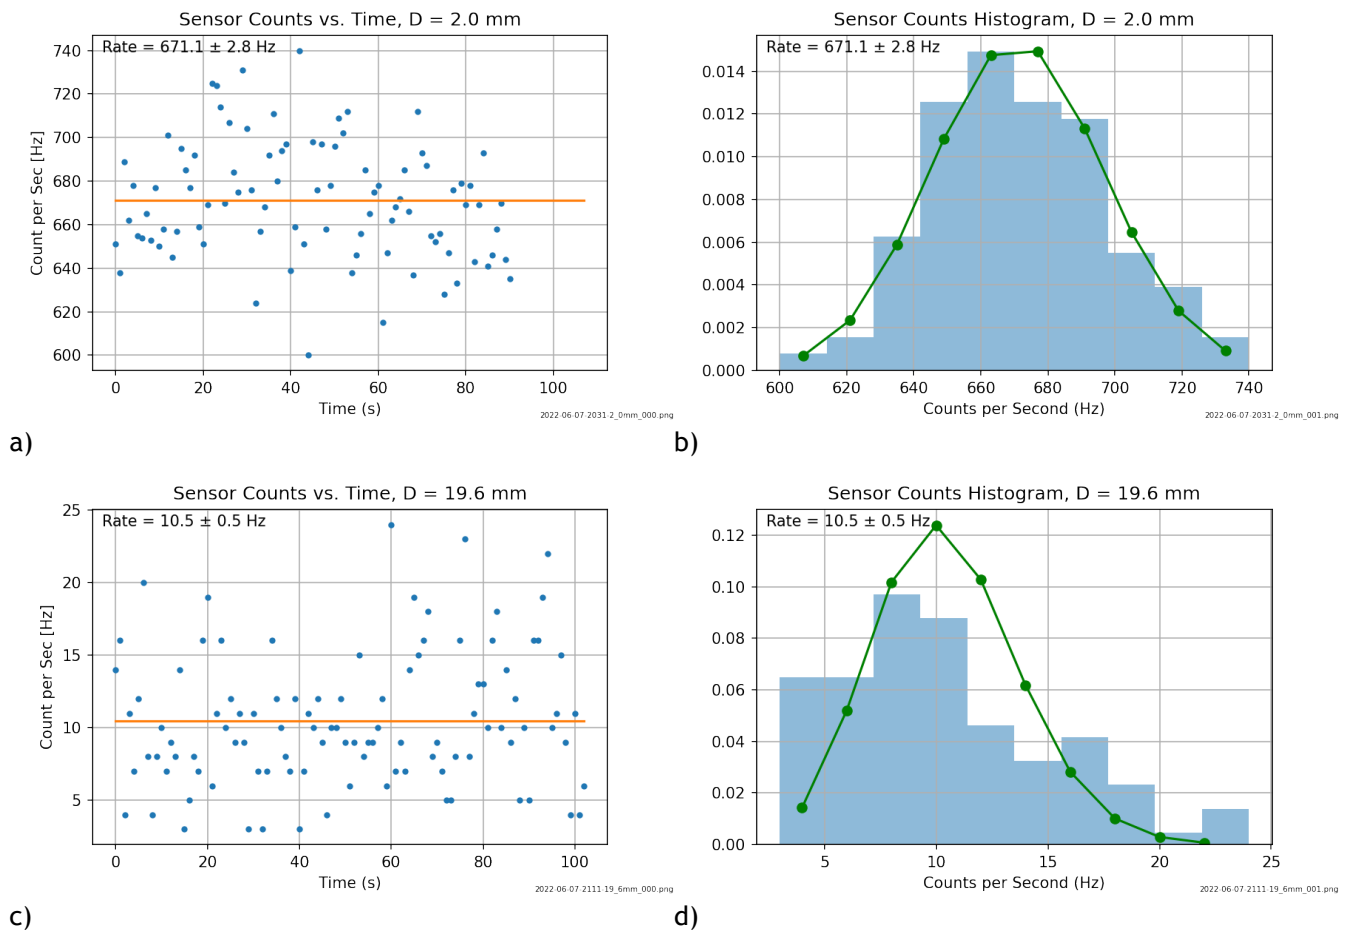 Sensor Counts vs. Time, D = 2.0 mm
Rate = 671.1 ± 2.8 Hz
Count per Sec [Hz]
740
720
700
680
660
640
620
600
0 20 40 60 80 100
Time (s)
2022-06-07-2031-2_0mm_000.png
a)
Sensor Counts Histogram, D = 2.0 mm
Rate = 671.1 ± 2.8 Hz
0.014
0.012
0.010
0.008
0.006
0.004
0.002
0.000
600 620 640 660 680 700 720 740
Counts per Second (Hz)
2022-06-07-2031-2_0mm_001.png
b)
Sensor Counts vs. Time, D = 19.6 mm
Rate = 10.5 ± 0.5 Hz
Count per Sec [Hz]
25
20
15
10
5
0 20 40 60 80 100
Time (s)
2022-06-07-2111-19_6mm_000.png
c)
Sensor Counts Histogram, D = 19.6 mm
Rate = 10.5 ± 0.5 Hz
0.12
0.10
0.08
0.06
0.04
0.02
0.00
5 10 15 20 25
Counts per Second (Hz)
2022-06-07-2111-19_6mm_001.png
d)